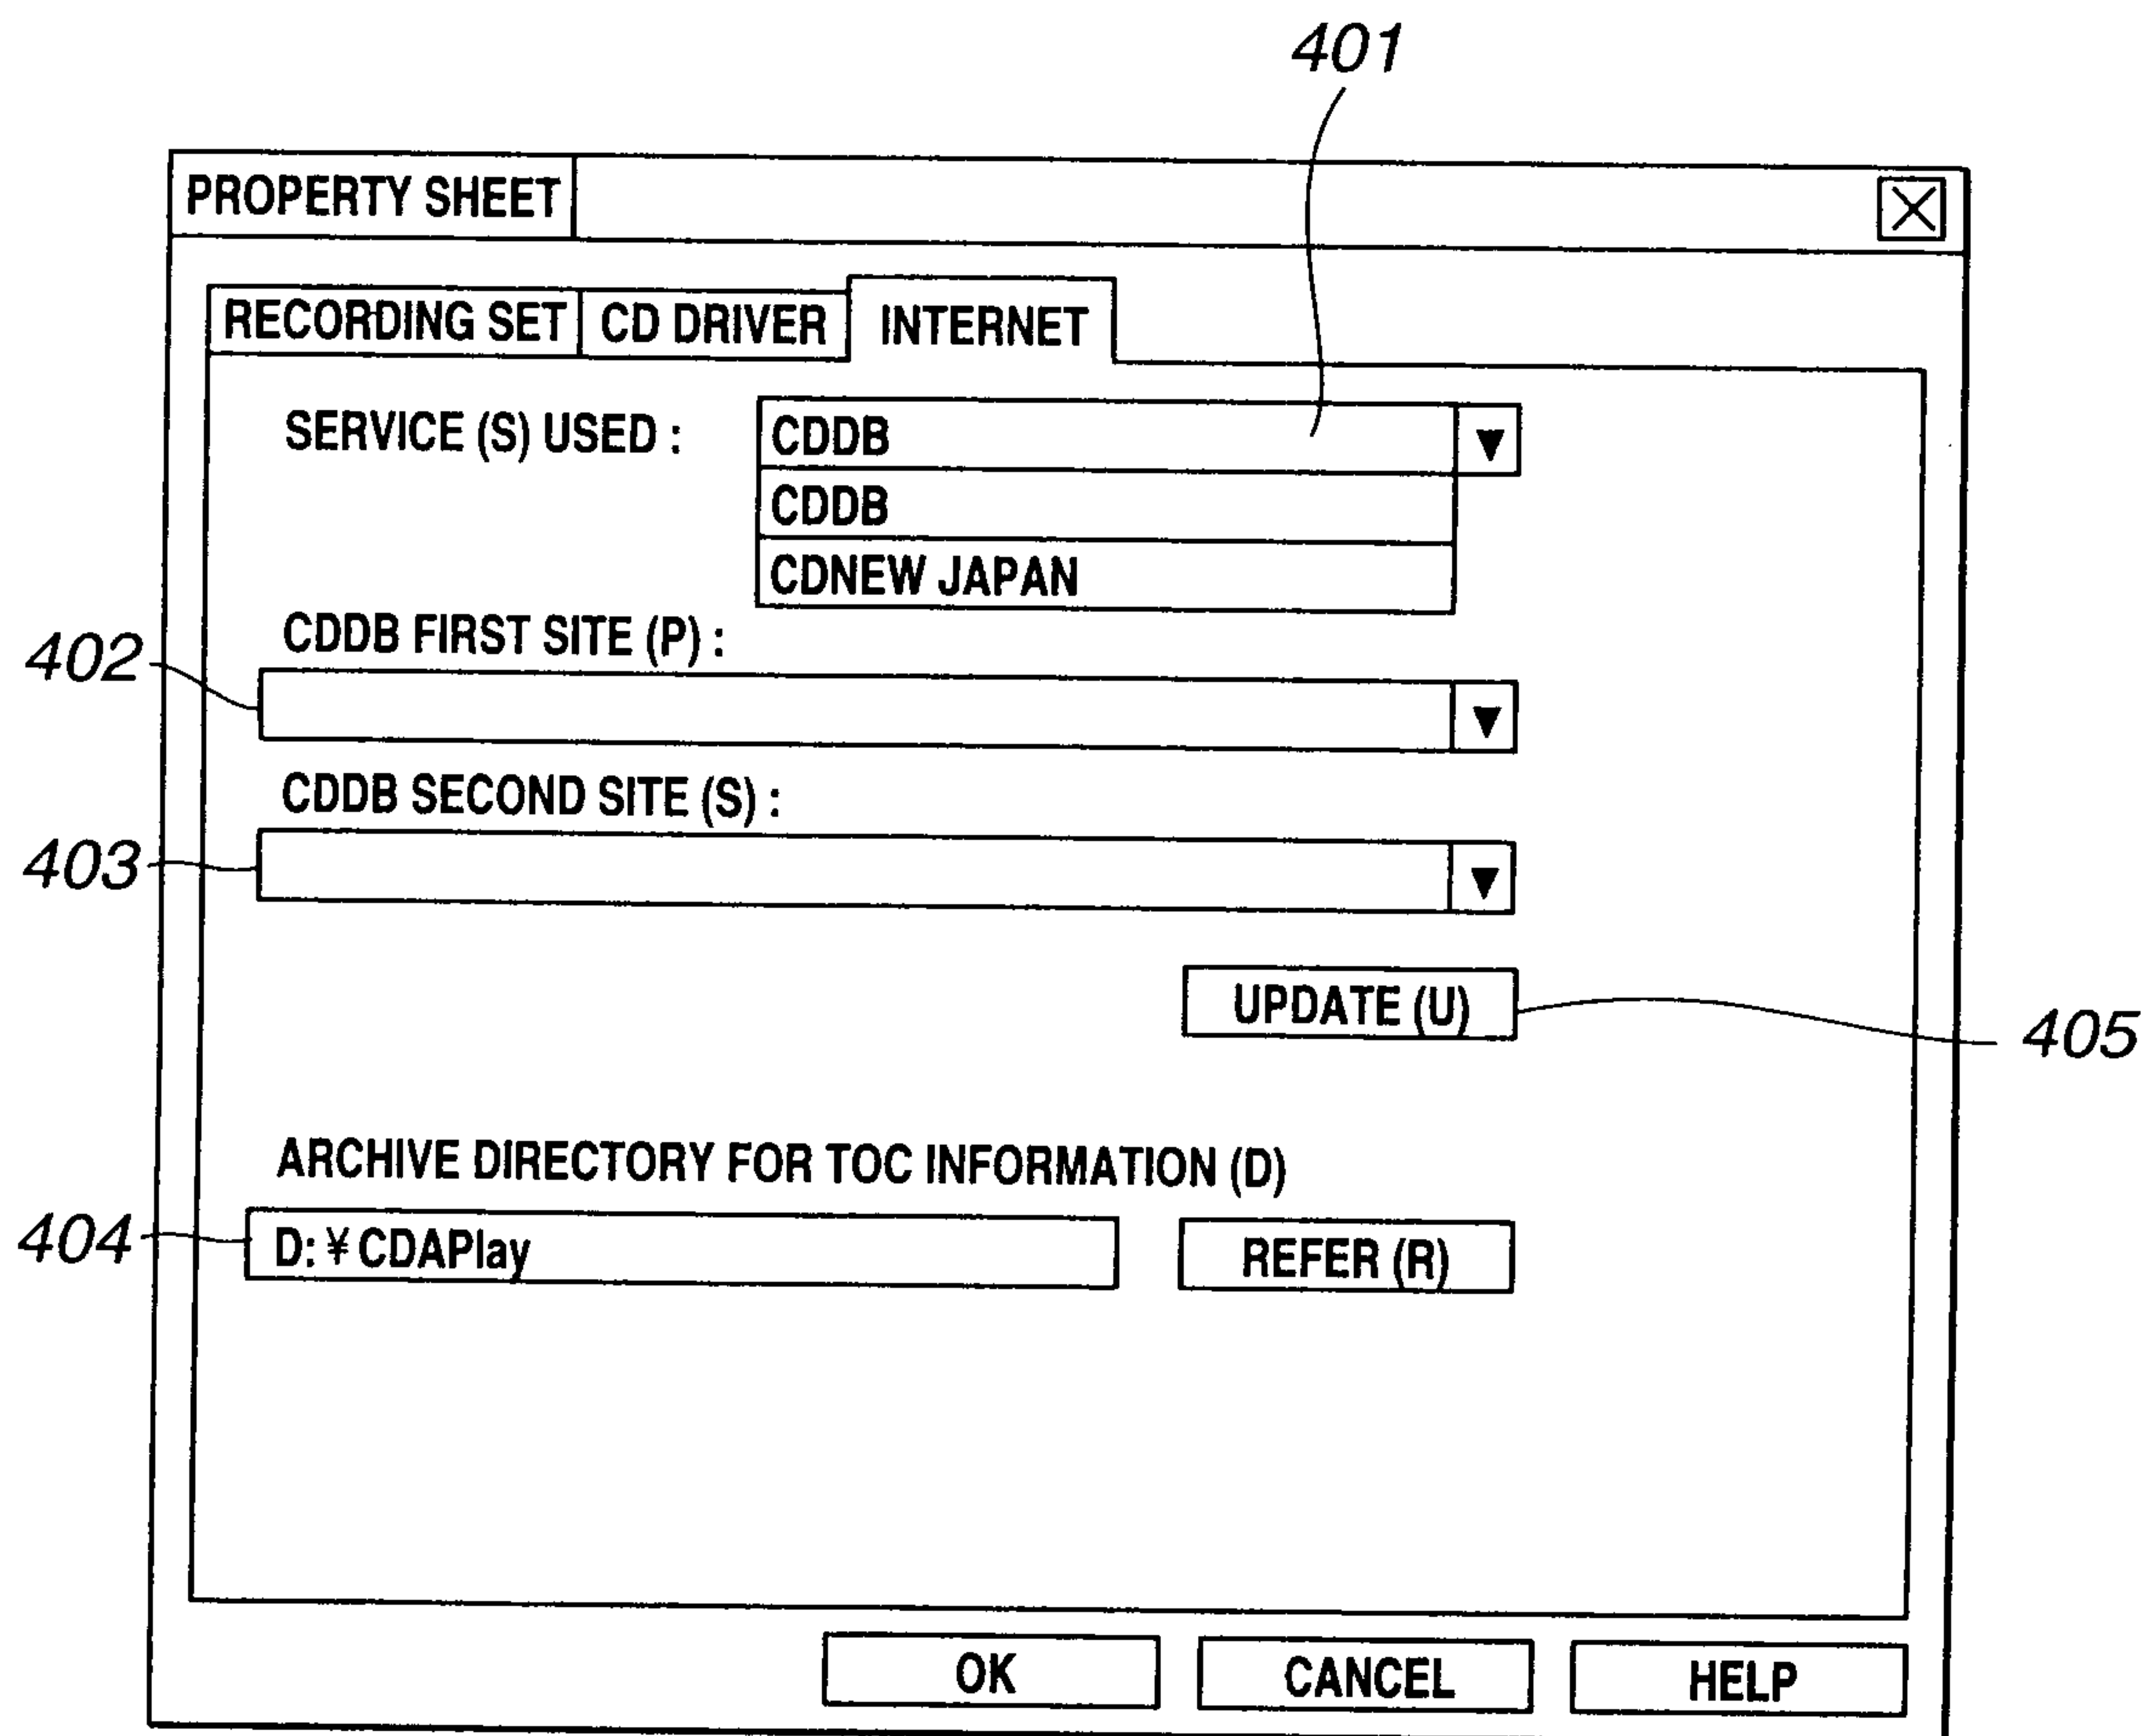 401
PROPERTY SHEET
RECORDING SET CD DRIVER INTERNET
SERVICE (S) USED : CDDB ▼
CDDB
CDNEW JAPAN
CDDB FIRST SITE (P) :
402 ▼
CDDB SECOND SITE (S) :
403 ▼
UPDATE (U)
405
ARCHIVE DIRECTORY FOR TOC INFORMATION (D)
404 D: ¥ CDAPlay REFER (R)
OK CANCEL HELP